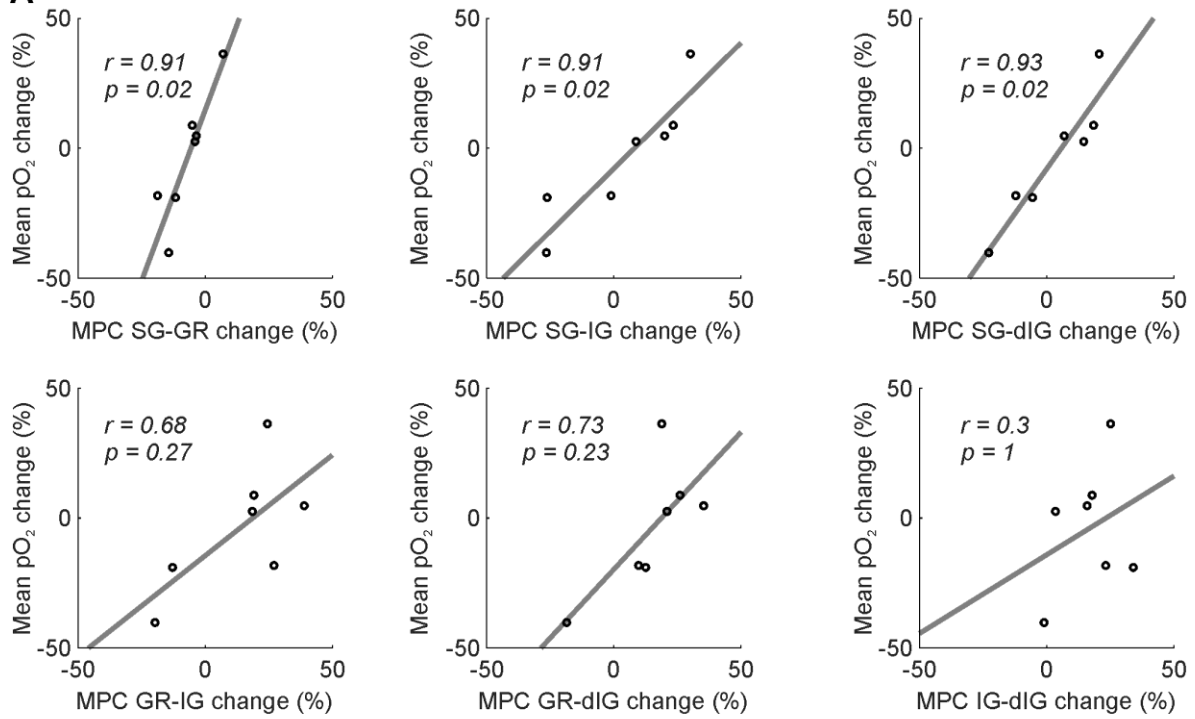 A
50
0
-50
Mean pO₂ change (%)
r = 0.91
p = 0.02
-50 0 50
MPC SG-GR change (%)
50
0
-50
Mean pO₂ change (%)
r = 0.91
p = 0.02
-50 0 50
MPC SG-IG change (%)
50
0
-50
Mean pO₂ change (%)
r = 0.93
p = 0.02
-50 0 50
MPC SG-dIG change (%)
50
0
-50
Mean pO₂ change (%)
r = 0.68
p = 0.27
-50 0 50
MPC GR-IG change (%)
50
0
-50
Mean pO₂ change (%)
r = 0.73
p = 0.23
-50 0 50
MPC GR-dIG change (%)
50
0
-50
Mean pO₂ change (%)
r = 0.3
p = 1
-50 0 50
MPC IG-dIG change (%)